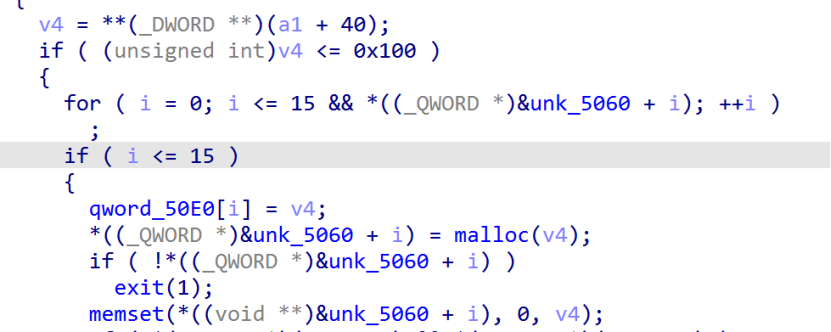 v4 = **(_DWORD **)(a1 + 40);
if ( (unsigned int)v4 <= 0x100 )
{
for ( i = 0; i <= 15 && *((_QWORD *)&unk_5060 + i); ++i )
;
if ( i <= 15 )
{
qword_50E0[i] = v4;
*((_QWORD *)&unk_5060 + i) = malloc(v4);
if ( !*((_QWORD *)&unk_5060 + i) )
exit(1);
memset(*((void **)&unk_5060 + i), 0, v4);